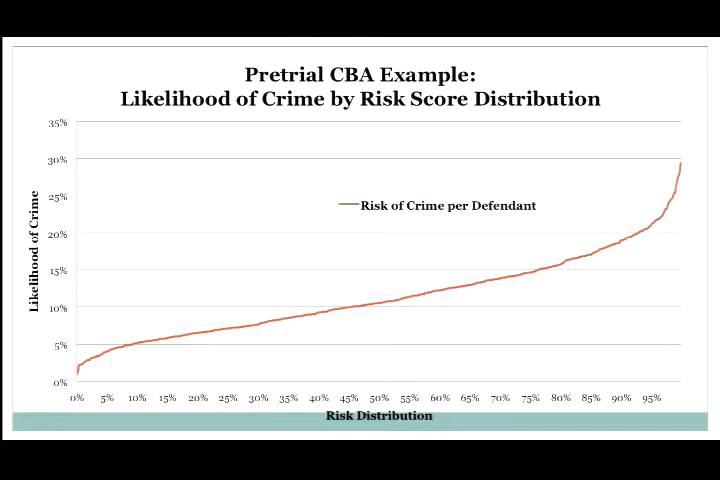 Pretrial CBA Example:
Likelihood of Crime by Risk Score Distribution
35%
30%
25%
20%
15%
10%
5%
0%
Likelihood of Crime
Risk of Crime per Defendant
0% 5% 10% 15% 20% 25% 30% 35% 40% 45% 50% 55% 60% 65% 70% 75% 80% 85% 90% 95%
Risk Distribution